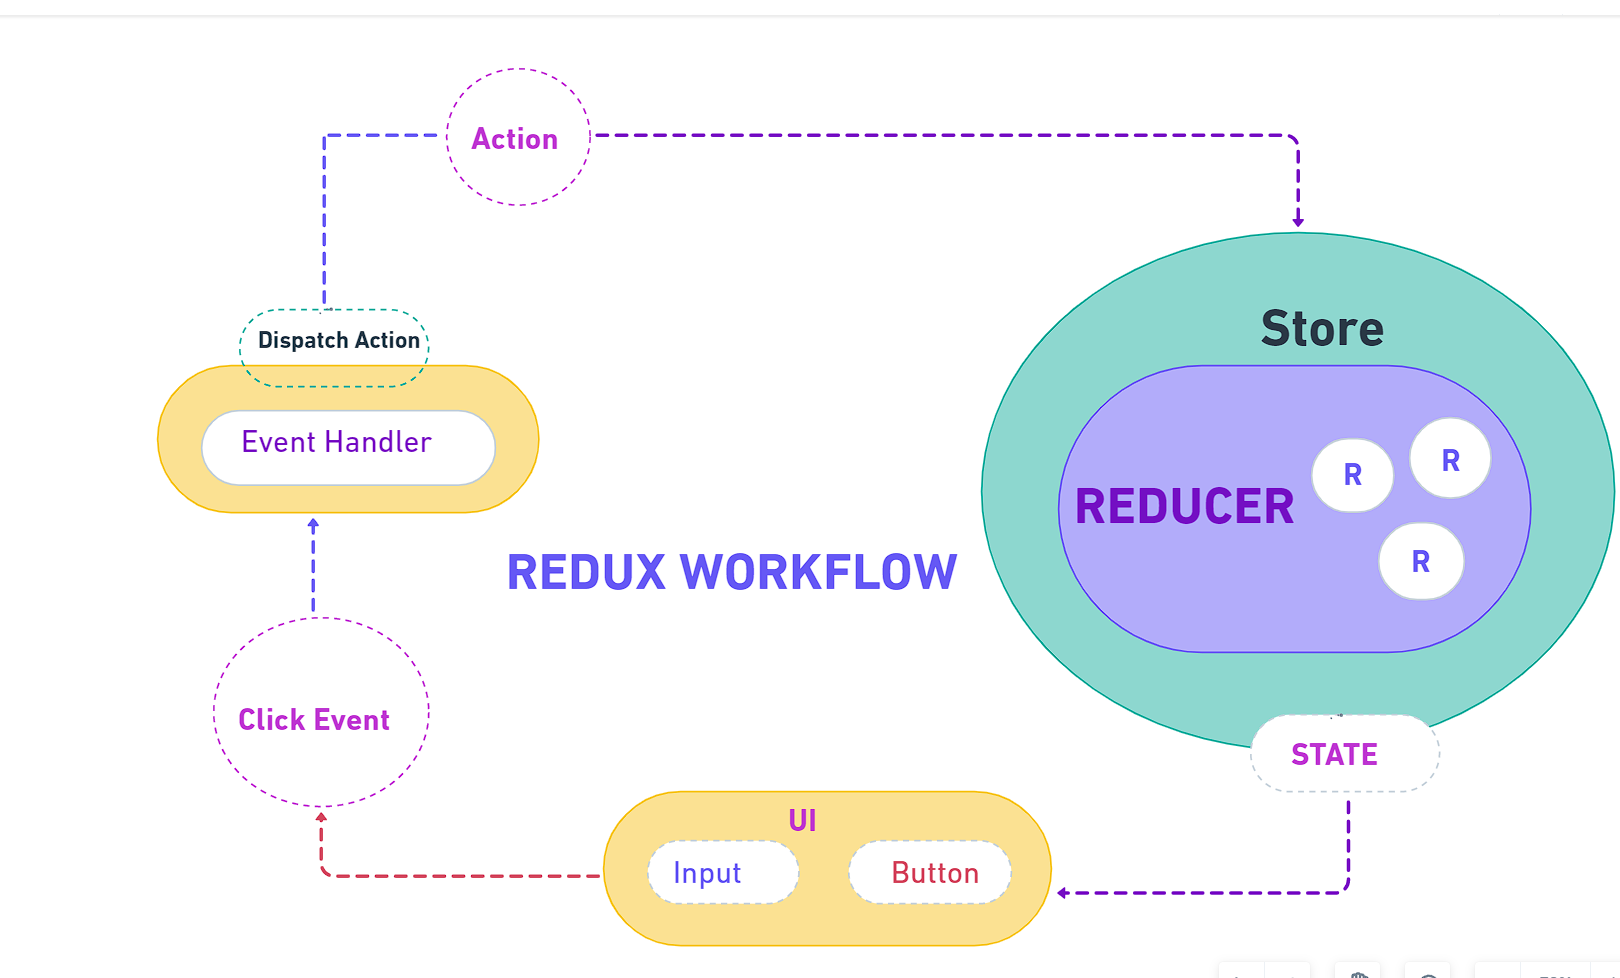 Action
Dispatch Action
Event Handler
Store
REDUCER
R
R
R
REDUX WORKFLOW
Click Event
STATE
UI
Input
Button